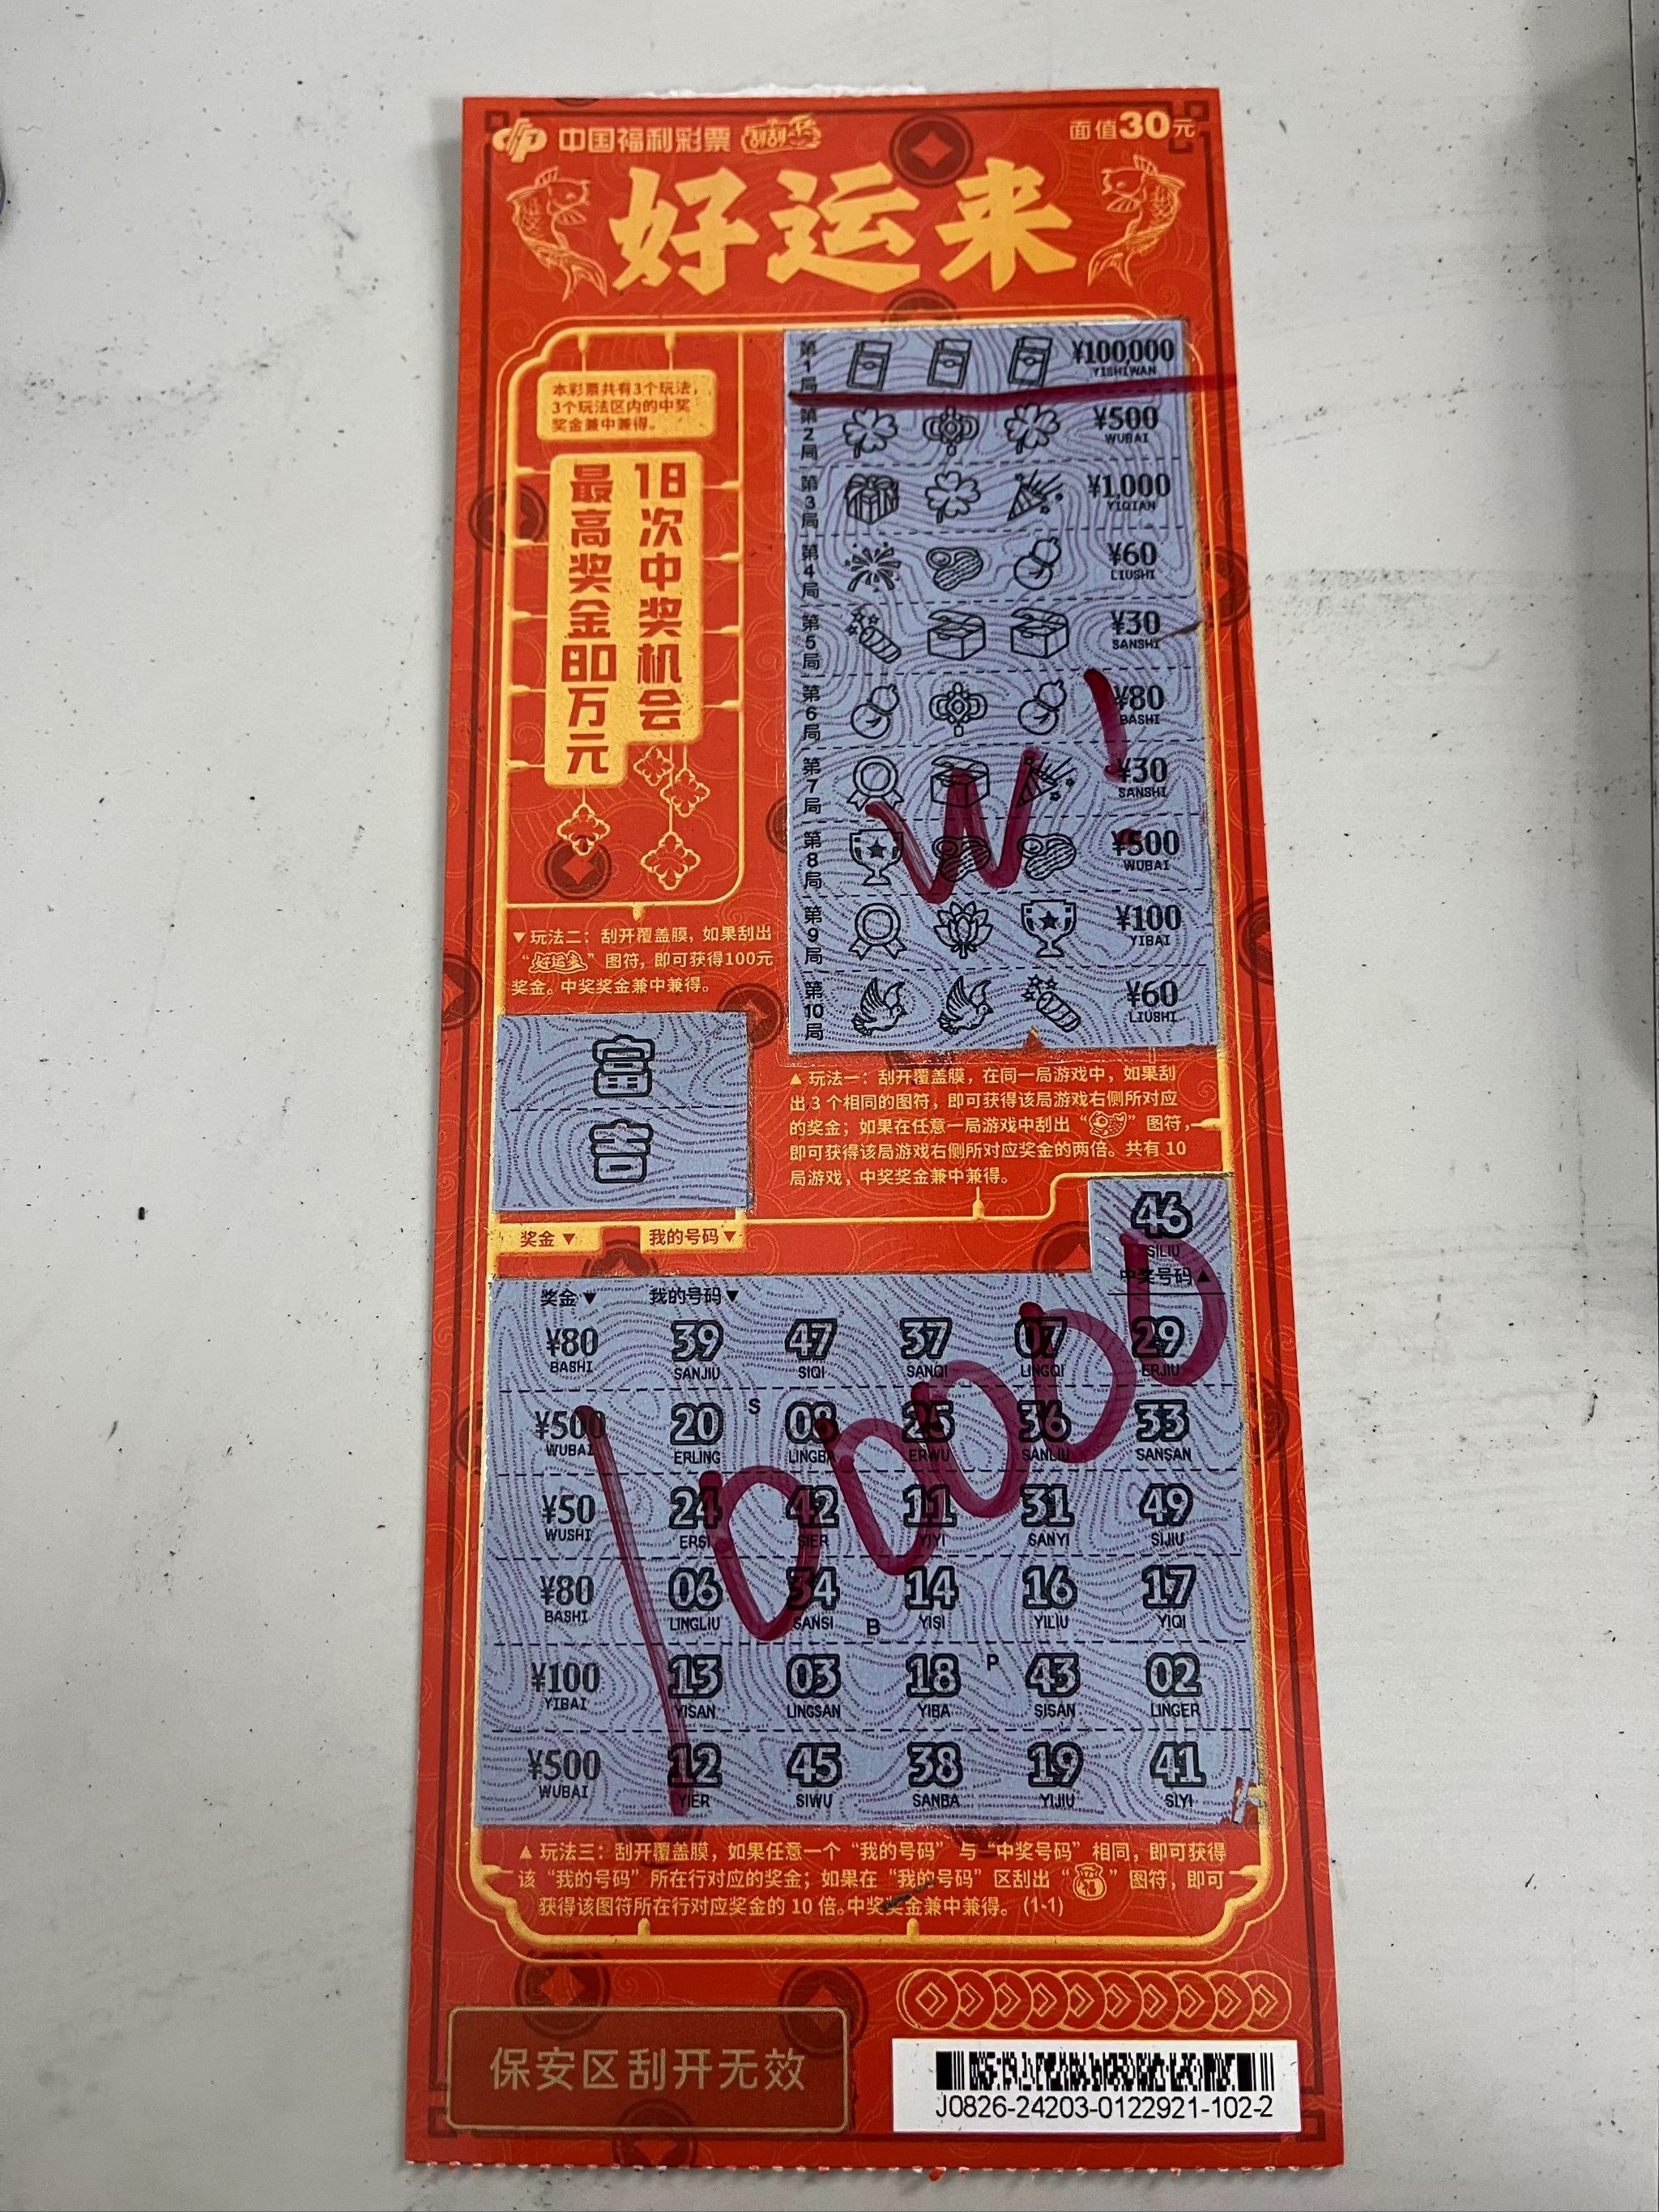 中国福利彩票 刮刮乐
面值30元
好运来
本彩票共有3个玩法，
3个玩法区内的中奖
奖金兼中兼得。
18次中奖机会
最高奖金80万元
第1局 ¥100,000
YISHIWAN
第2局 ¥500
WUBAI
第3局 ¥1,000
YIQIAN
第4局 ¥60
LIUSHI
第5局 ¥30
SANSHI
第6局 ¥80
BASHI
第7局 ¥30
SANSHI
第8局 ¥500
WUBAI
第9局 ¥100
YIBAI
第10局 ¥60
LIUSHI
▲玩法一：刮开覆盖膜，在同一局游戏中，如果刮
出 3 个相同的图符，即可获得该局游戏右侧所对应
的奖金；如果在任意一局游戏中刮出“ ”图符，
即可获得该局游戏右侧所对应奖金的两倍。共有 10
局游戏，中奖奖金兼中兼得。
▼玩法二：刮开覆盖膜，如果刮出
“好运来”图符，即可获得100元
奖金。中奖奖金兼中兼得。
富
吉
46
SILIU
中奖号码▲
奖金▼ 我的号码▼
奖金▼ 我的号码▼
¥80 39 47 37 07 29
BASHI SANJIU SIQI SANQI LINGQI ERJIU
S
¥500 20 08 25 36 33
WUBAI ERLING LINGBA ERWU SANLIU SANSAN
¥50 24 42 11 31 49
WUSHI ERSI SIER YIYI SANYI SIJIU
¥80 06 34 14 16 17
BASHI LINGLIU SANSI YISI YILIU YIQI
B
P
¥100 13 03 18 43 02
YIBAI YISAN LINGSAN YIBA SISAN LINGER
¥500 12 45 38 19 41
WUBAI YIER SIWU SANBA YIJIU SIYI
W
100000
▲玩法三：刮开覆盖膜，如果任意一个“我的号码”与“中奖号码”相同，即可获得
该“我的号码”所在行对应的奖金；如果在“我的号码”区刮出“ ”图符，即可
获得该图符所在行对应奖金的 10 倍。中奖奖金兼中兼得。(1-1)
保安区刮开无效
J0826-24203-0122921-102-2